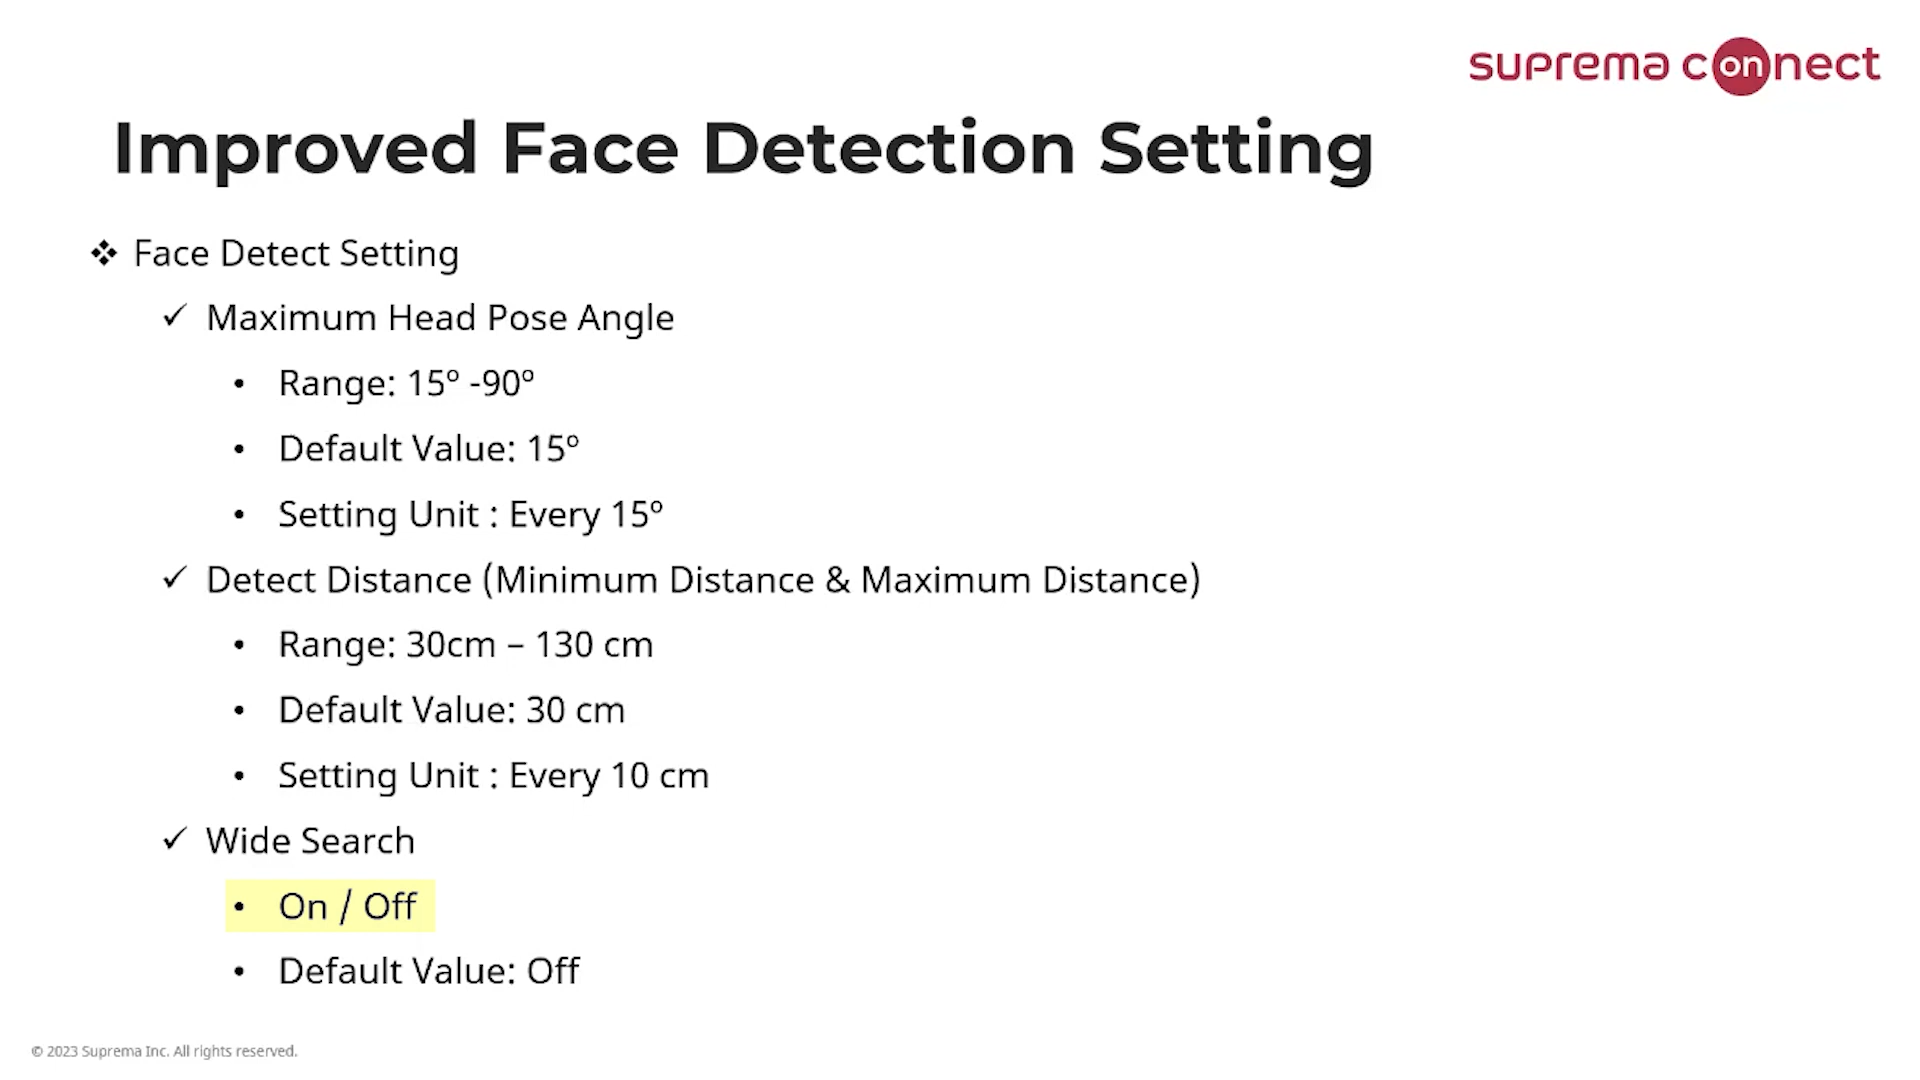 suprema connect
Improved Face Detection Setting
❖ Face Detect Setting
✓ Maximum Head Pose Angle
• Range: 15º -90º
• Default Value: 15º
• Setting Unit : Every 15º
✓ Detect Distance (Minimum Distance & Maximum Distance)
• Range: 30cm – 130 cm
• Default Value: 30 cm
• Setting Unit : Every 10 cm
✓ Wide Search
• On / Off
• Default Value: Off
© 2023 Suprema Inc. All rights reserved.